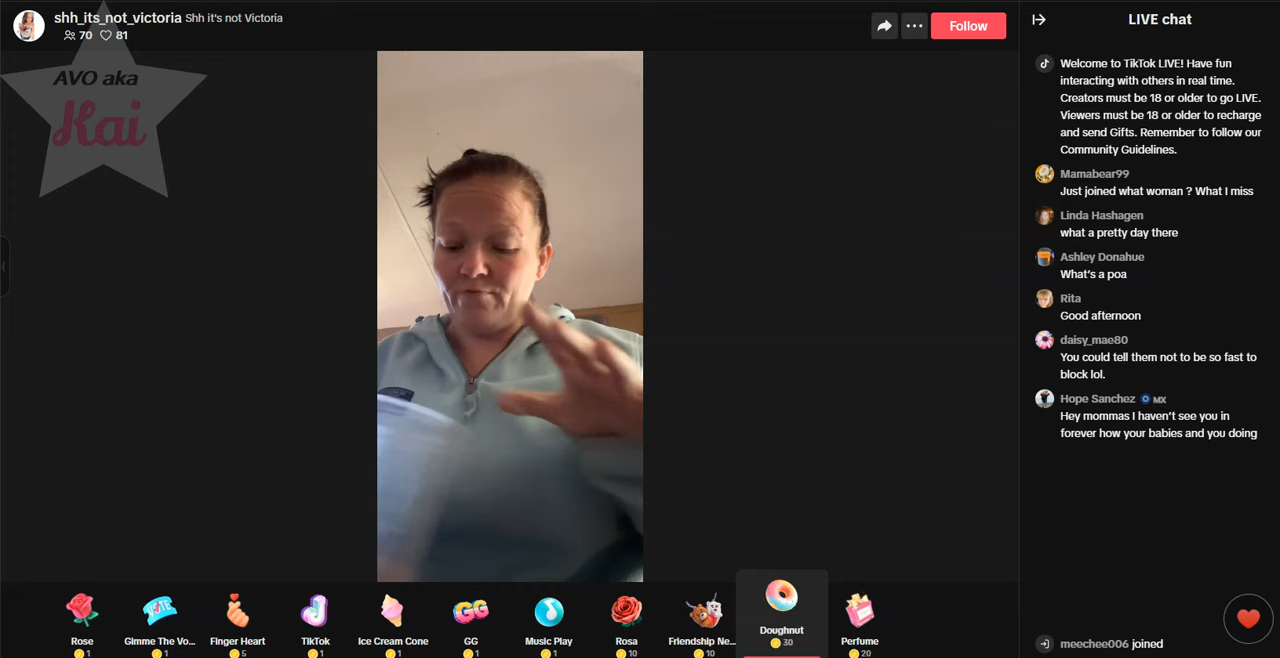 shh_its_not_victoria Shh it's not Victoria
70 81
Follow
LIVE chat
AVO aka
Kai
Welcome to TikTok LIVE! Have fun
interacting with others in real time.
Creators must be 18 or older to go LIVE.
Viewers must be 18 or older to recharge
and send Gifts. Remember to follow our
Community Guidelines.
Mamabear99
Just joined what woman ? What I miss
Linda Hashagen
what a pretty day there
Ashley Donahue
What's a poa
Rita
Good afternoon
daisy_mae80
You could tell them not to be so fast to
block lol.
Hope Sanchez MX
Hey mommas I haven't see you in
forever how your babies and you doing
meechee006 joined
VOTE
GG
Rose
1
Gimme The Vo...
1
Finger Heart
5
TikTok
1
Ice Cream Cone
1
GG
1
Music Play
1
Rosa
10
Friendship Ne...
10
Doughnut
30
Perfume
20